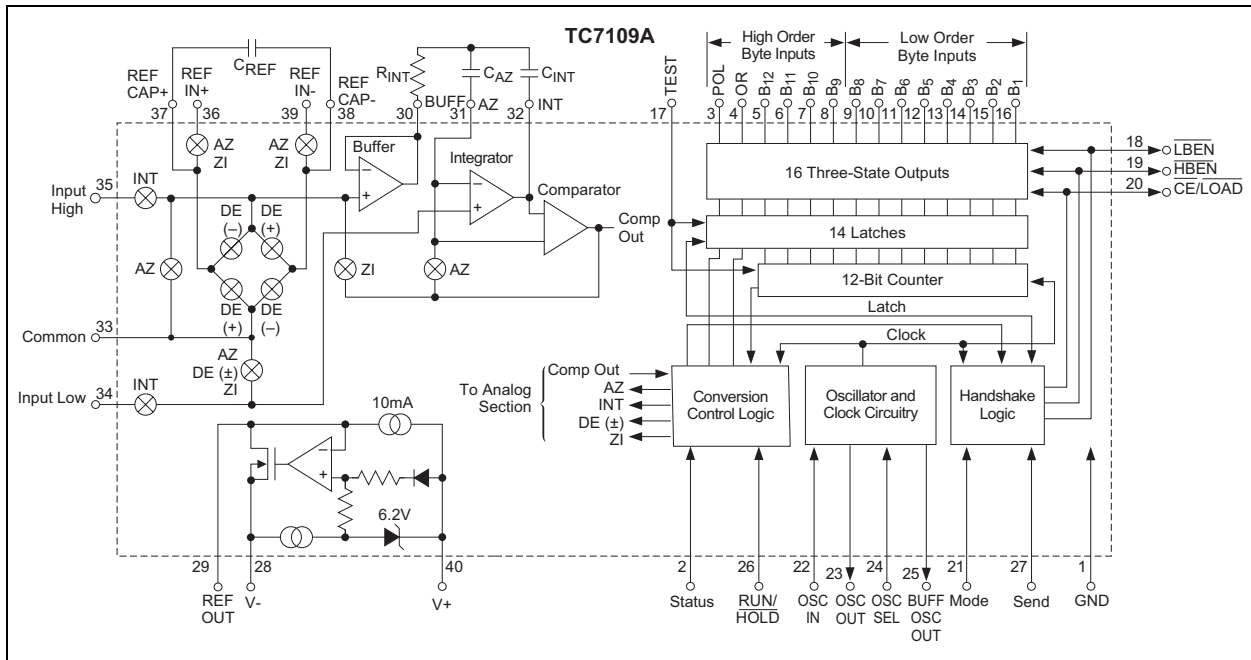 TC7109A
High Order
Byte Inputs
Low Order
Byte Inputs
CREF
REF
CAP+
REF
IN+
REF
IN-
REF
CAP-
RINT
CAZ
CINT
BUFF
AZ
INT
TEST
POL
OR
B12
B11
B10
B9
B8
B7
B6
B5
B4
B3
B2
B1
37
36
39
38
30
31
32
17
3
4
5
6
7
8
9
10
11
12
13
14
15
16
AZ
ZI
AZ
ZI
Buffer
–
+
Integrator
–
+
Comparator
Comp
Out
Input
High
35
INT
DE
(–)
DE
(+)
AZ
DE
(+)
DE
(–)
ZI
AZ
Common
33
AZ
DE (±)
ZI
Input Low
34
INT
16 Three-State Outputs
18
LBEN
19
HBEN
20
CE/LOAD
14 Latches
12-Bit Counter
Latch
Clock
To Analog
Section
Comp Out
AZ
INT
DE (±)
ZI
Conversion
Control Logic
Oscillator and
Clock Circuitry
Handshake
Logic
10mA
–
+
6.2V
29
REF
OUT
28
V-
40
V+
2
Status
26
RUN/
HOLD
22
OSC
IN
23
OSC
OUT
24
OSC
SEL
25
BUFF
OSC
OUT
21
Mode
27
Send
1
GND